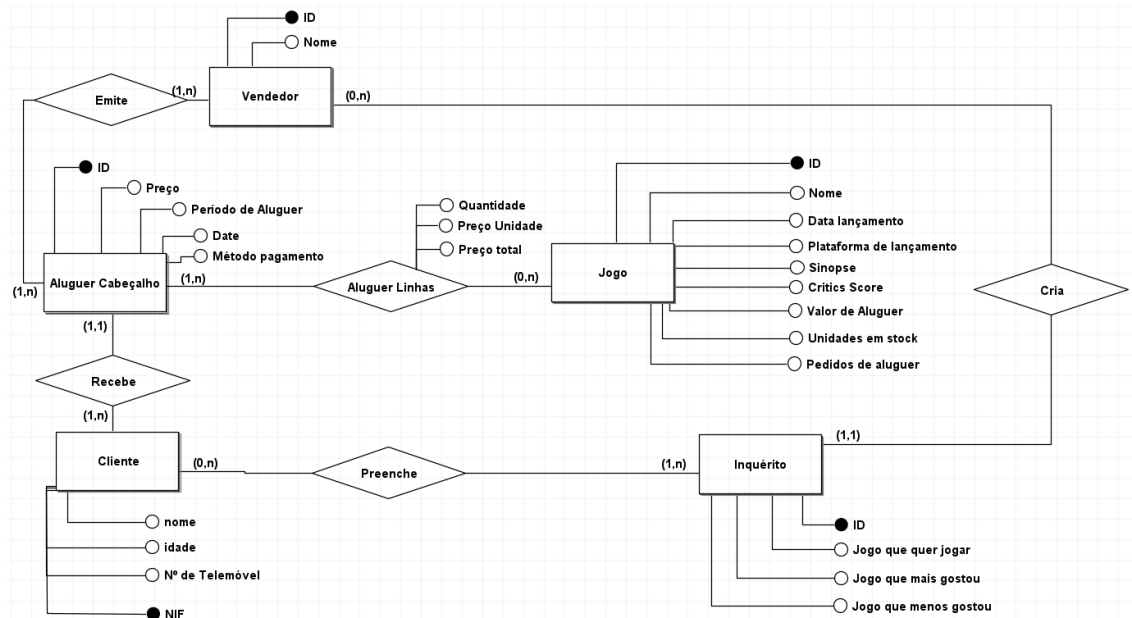 ID
Nome
Vendedor
(1,n)
(0,n)
Emite
ID
Preço
Período de Aluguer
Date
Método pagamento
Aluguer Cabeçalho
(1,n)
(1,n)
Quantidade
Preço Unidade
Preço total
Aluguer Linhas
(0,n)
Jogo
ID
Nome
Data lançamento
Plataforma de lançamento
Sinopse
Critics Score
Valor de Aluguer
Unidades em stock
Pedidos de aluguer
Cria
(1,1)
Recebe
(1,n)
Cliente
(0,n)
Preenche
(1,n)
Inquérito
(1,1)
nome
idade
Nº de Telemóvel
NIF
ID
Jogo que quer jogar
Jogo que mais gostou
Jogo que menos gostou